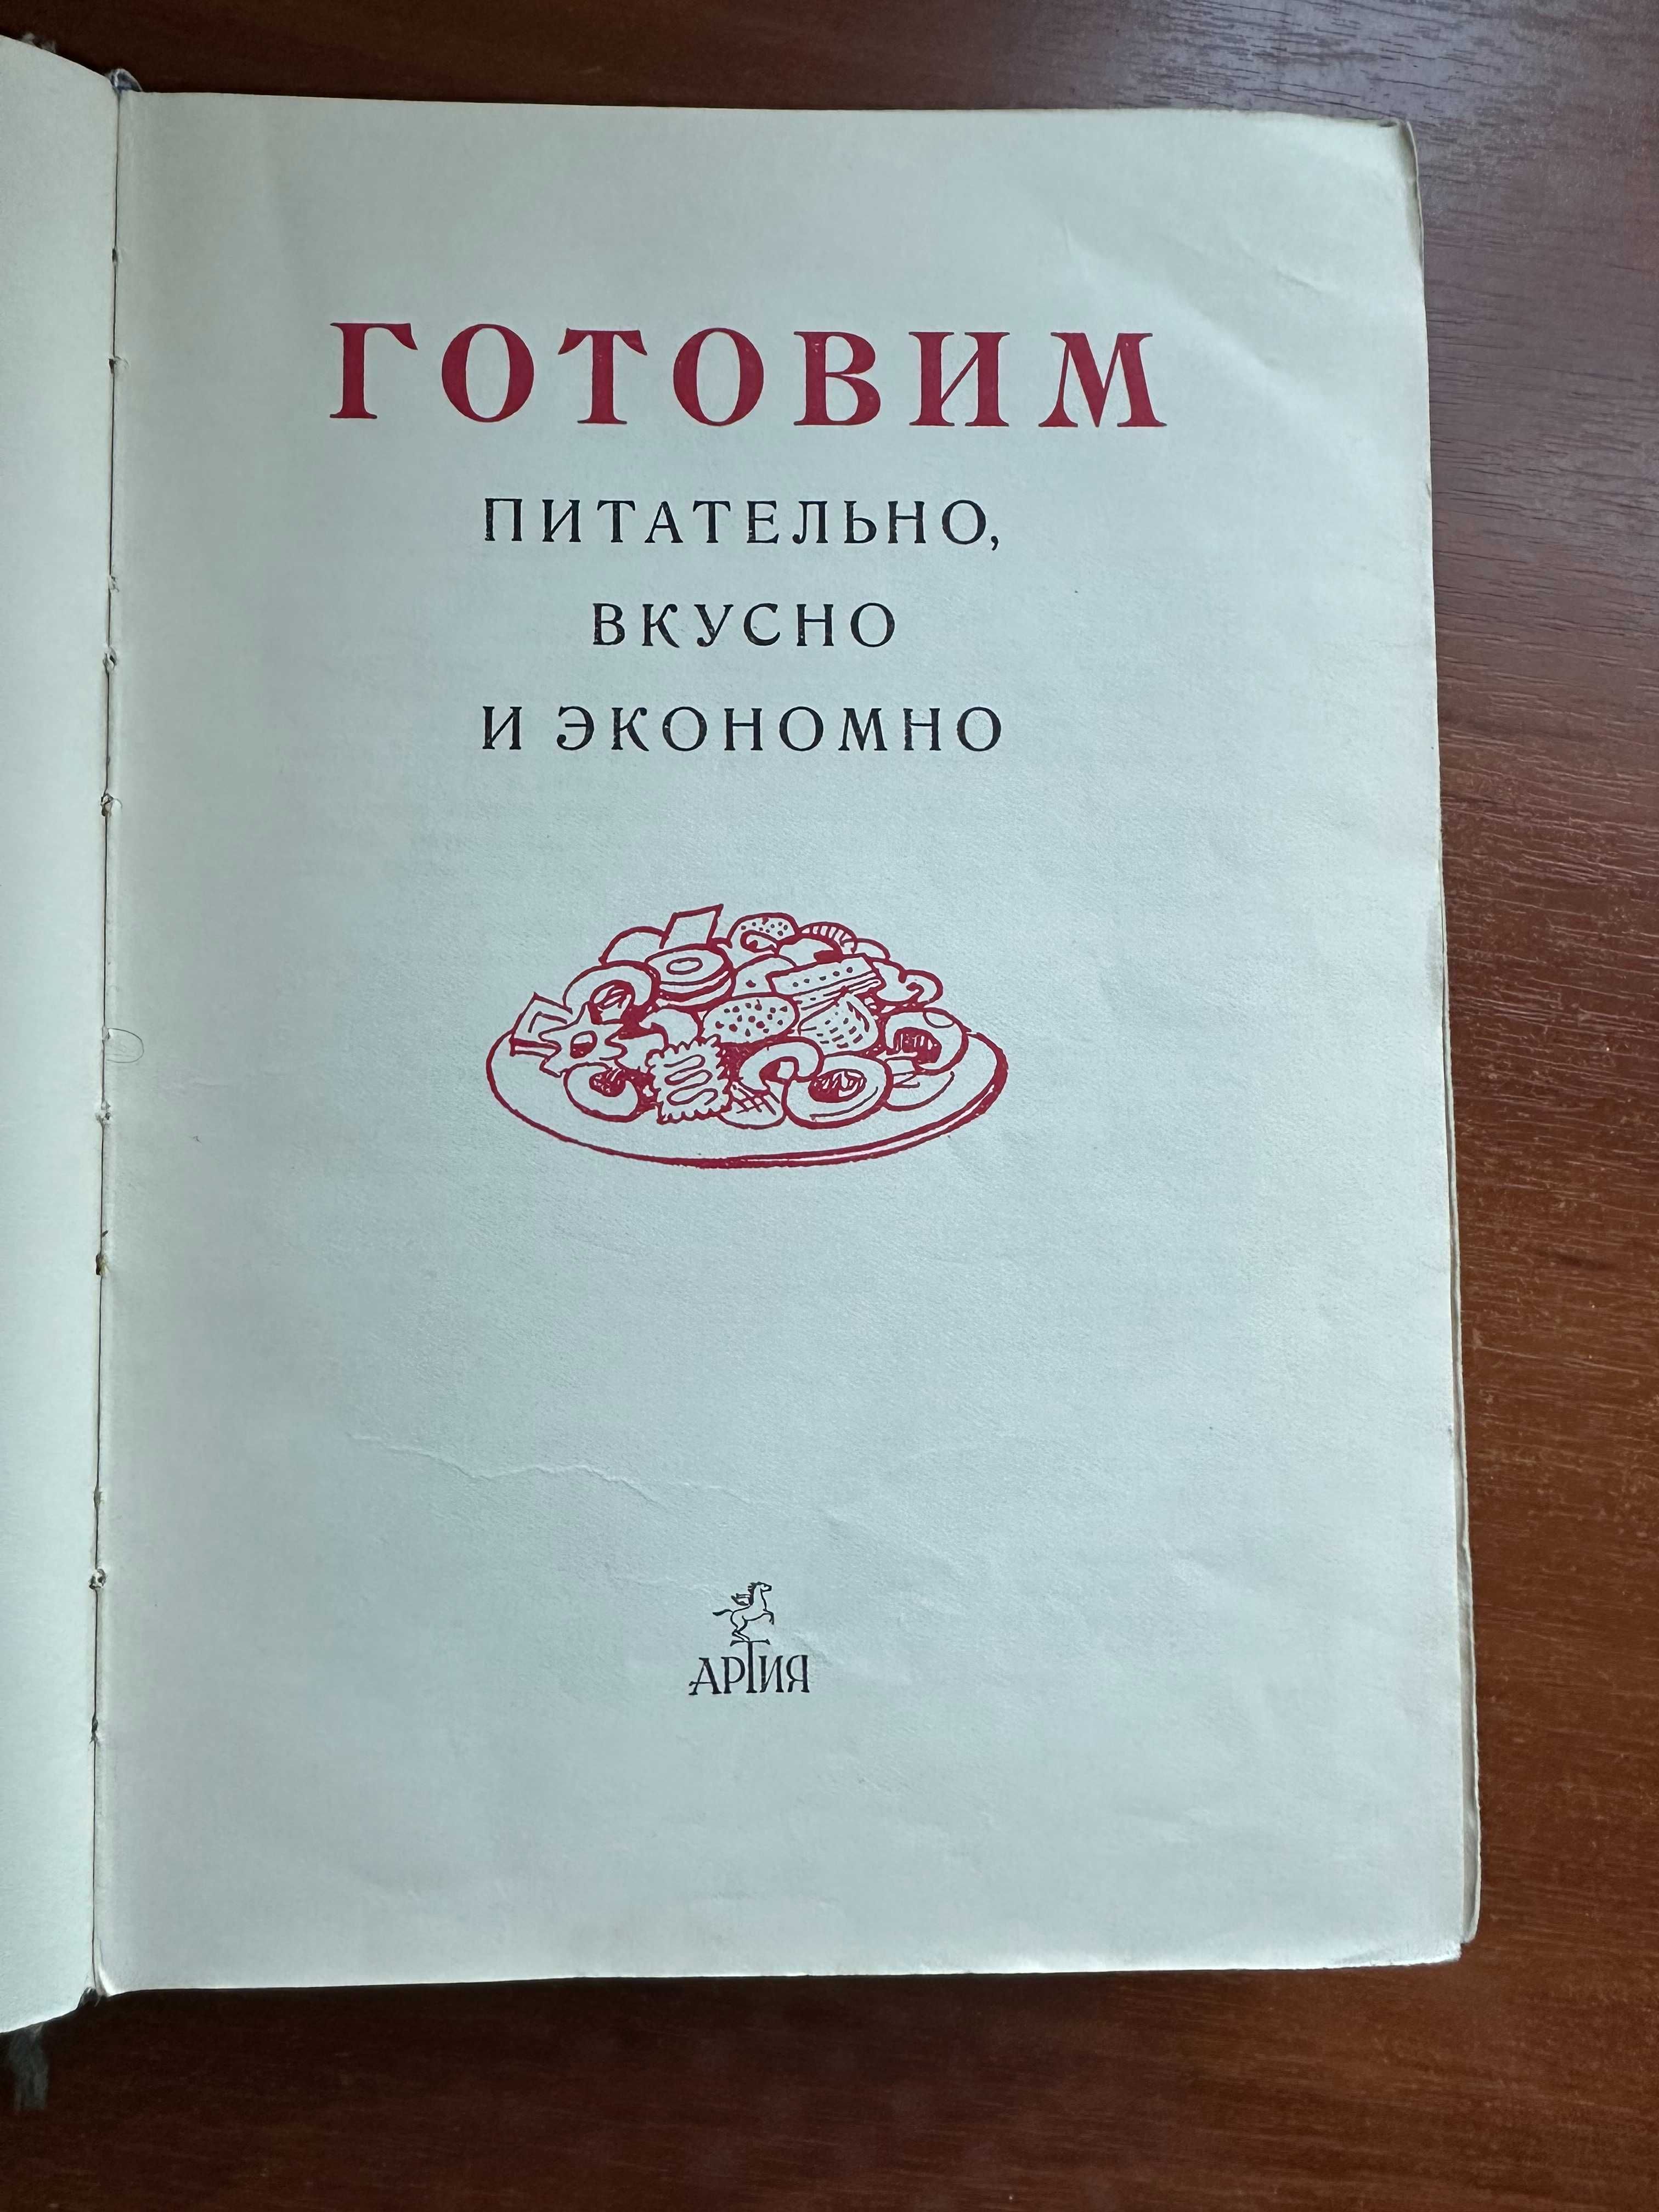 ГОТОВИМ
ПИТАТЕЛЬНО,
ВКУСНО
И ЭКОНОМНО
АРТИЯ